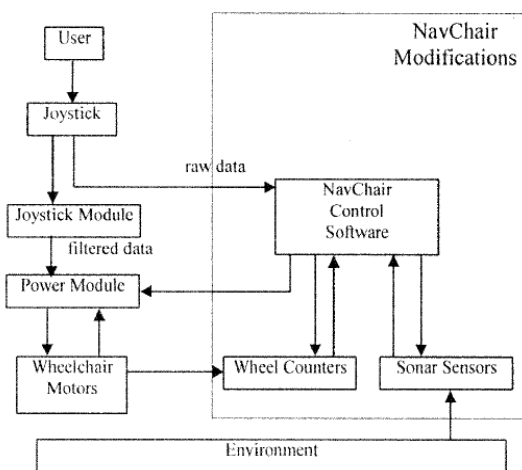 User
NavChair
Modifications
Joystick
raw data
NavChair
Control
Software
Joystick Module
filtered data
Power Module
Wheelchair
Motors
Wheel Counters
Sonar Sensors
Environment